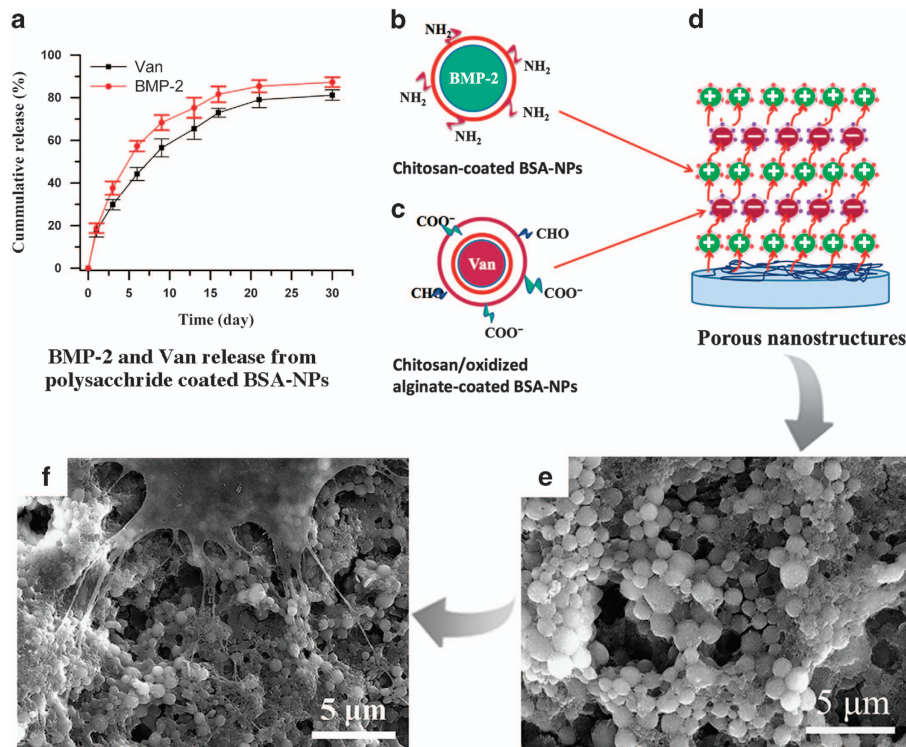 a
Van
BMP-2
Cummulative release (%)
100
80
60
40
20
0
0 5 10 15 20 25 30
Time (day)
BMP-2 and Van release from
polysacchride coated BSA-NPs
b
NH2
NH2
NH2
NH2
NH2
BMP-2
Chitosan-coated BSA-NPs
c
COO−
CHO
Van
CHO
COO−
COO−
Chitosan/oxidized
alginate-coated BSA-NPs
d
+ + + + + +
− − − − −
+ + + + + +
− − − − −
+ + + + + +
Porous nanostructures
f
5 μm
e
5 μm